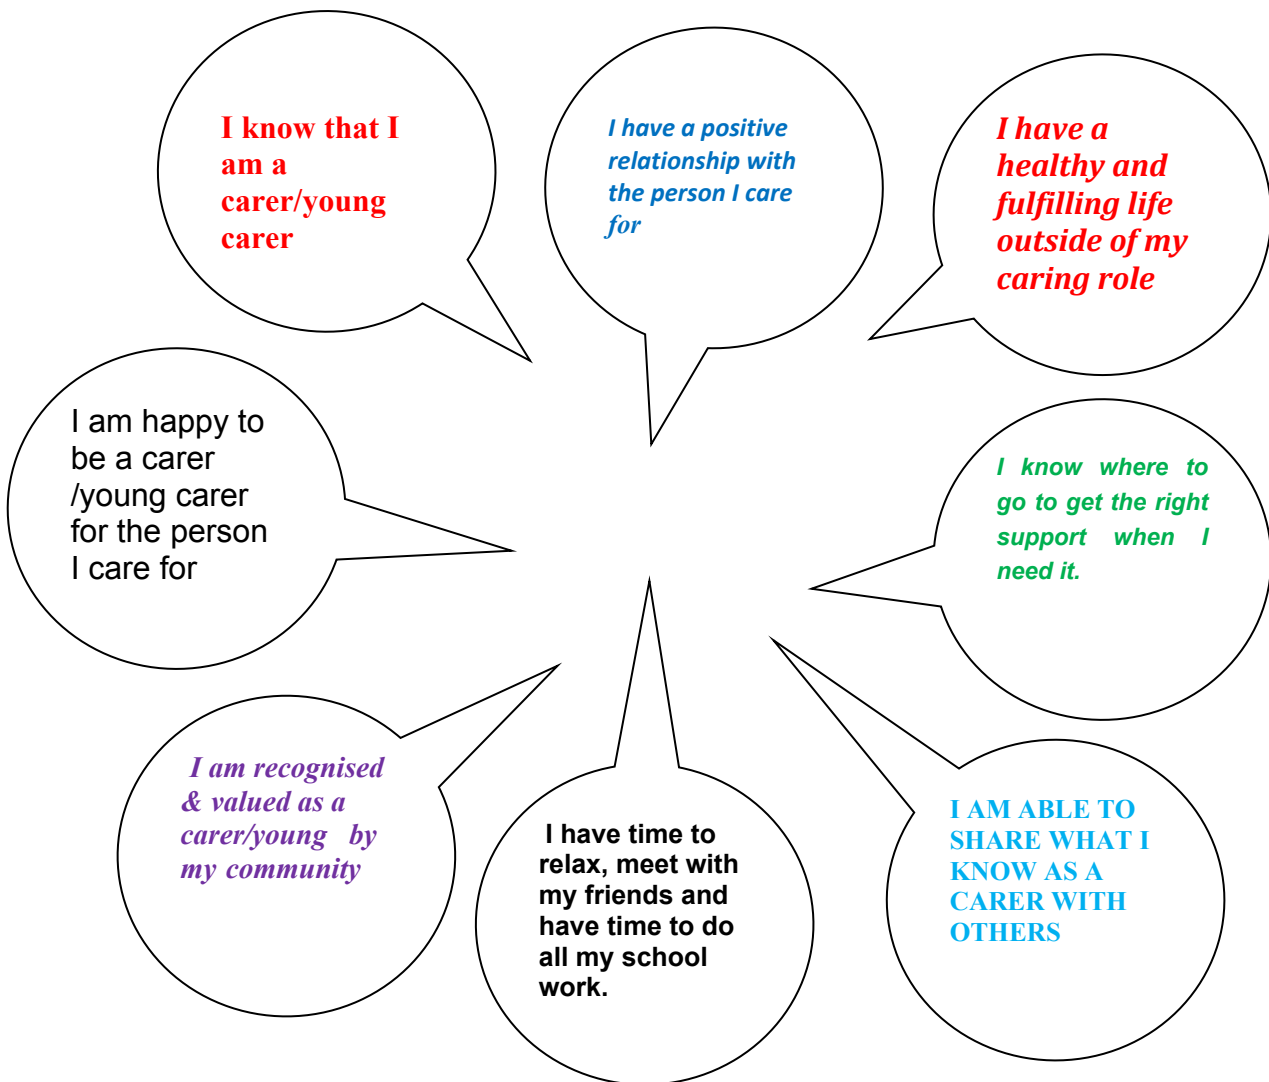 I know that I
am a
carer/young
carer
I have a positive
relationship with
the person I care
for
I have a
healthy and
fulfilling life
outside of my
caring role
I am happy to
be a carer
/young carer
for the person
I care for
I know where to
go to get the right
support when I
need it.
I am recognised
& valued as a
carer/young by
my community
I have time to
relax, meet with
my friends and
have time to do
all my school
work.
I AM ABLE TO
SHARE WHAT I
KNOW AS A
CARER WITH
OTHERS